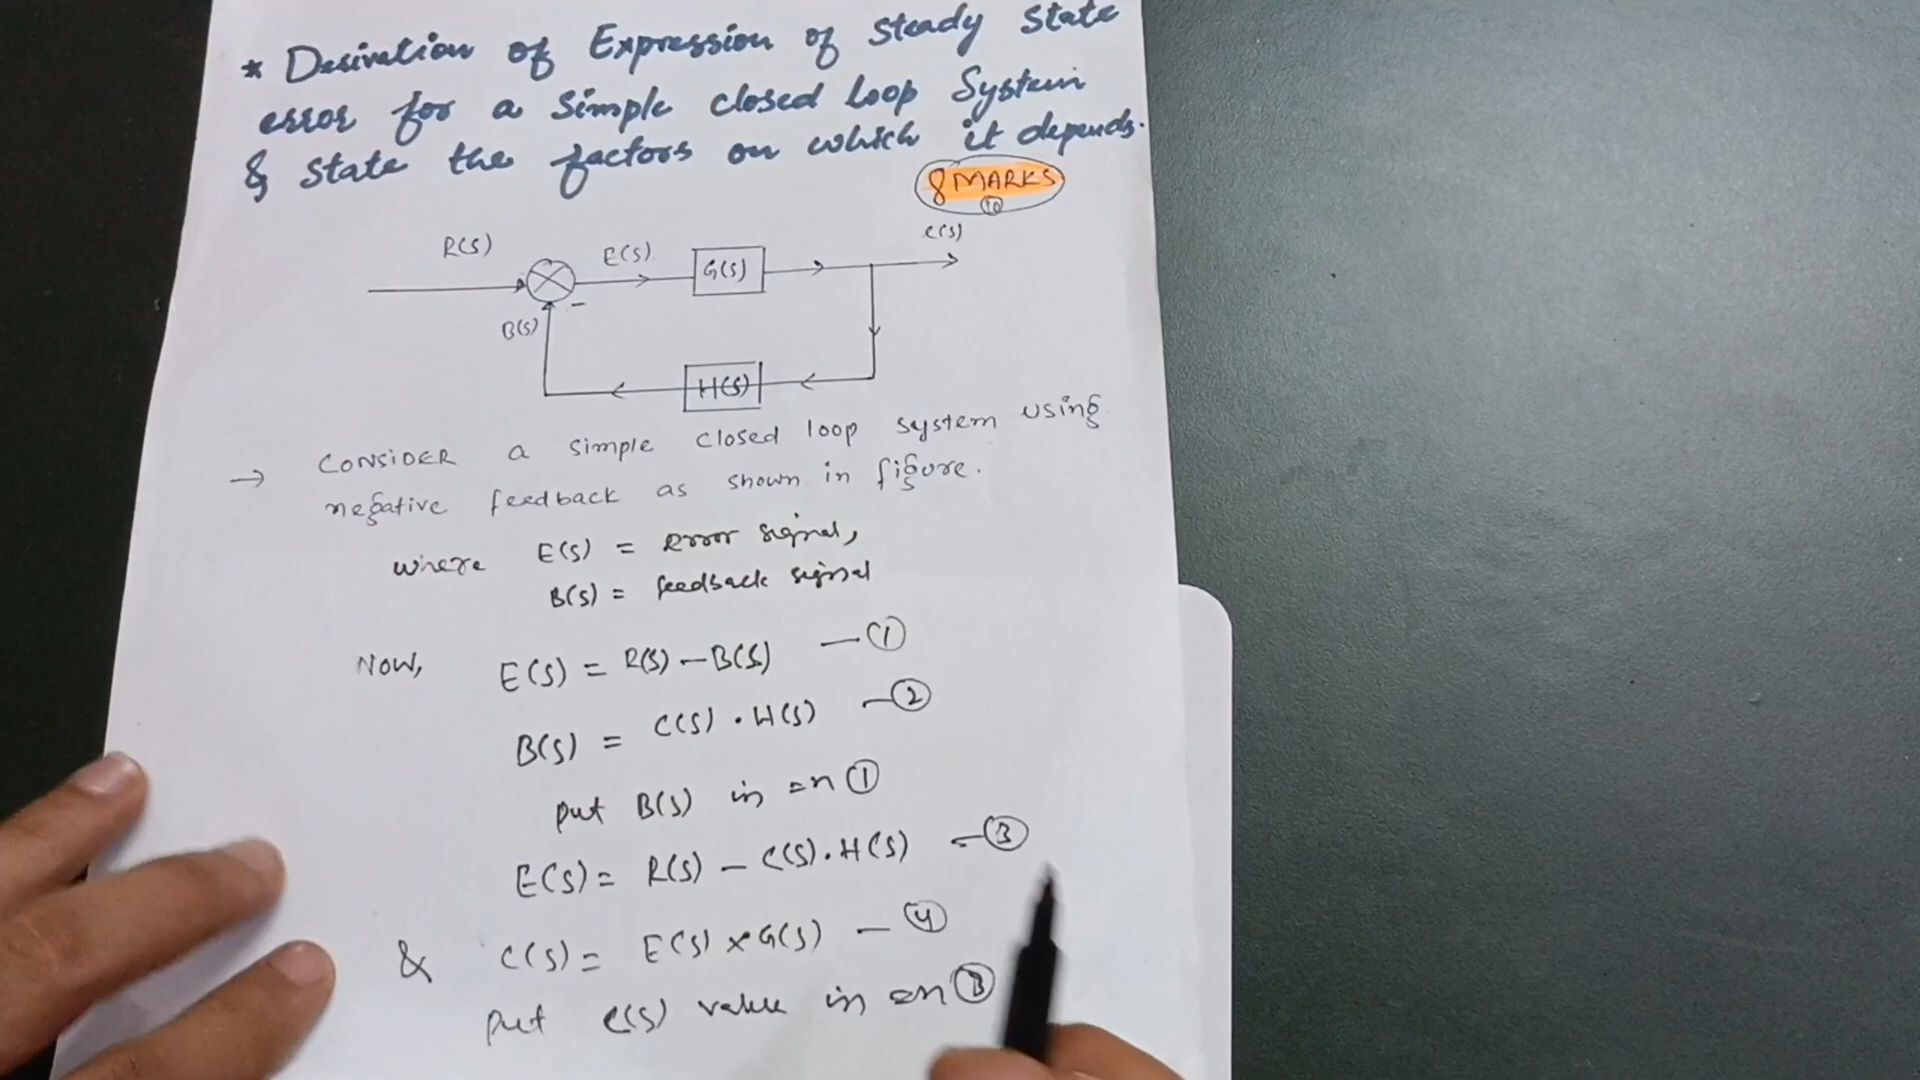 * Derivation of Expression of steady state
error for a simple closed loop System
& state the factors on which it depends.
8 MARKS
10
R(S)
E(S)
G(S)
C(S)
B(S)
-
H(S)
→ CONSIDER a simple closed loop system using
negative feedback as shown in figure.
where E(S) = error signal,
B(S) = feedback signal
NOW, E(S) = R(S) - B(S) — ①
B(S) = C(S) . H(S) — ②
put B(S) in =n ①
E(S) = R(S) - C(S) . H(S) — ③
& C(S) = E(S) x G(S) — ④
put C(S) value in =n ③